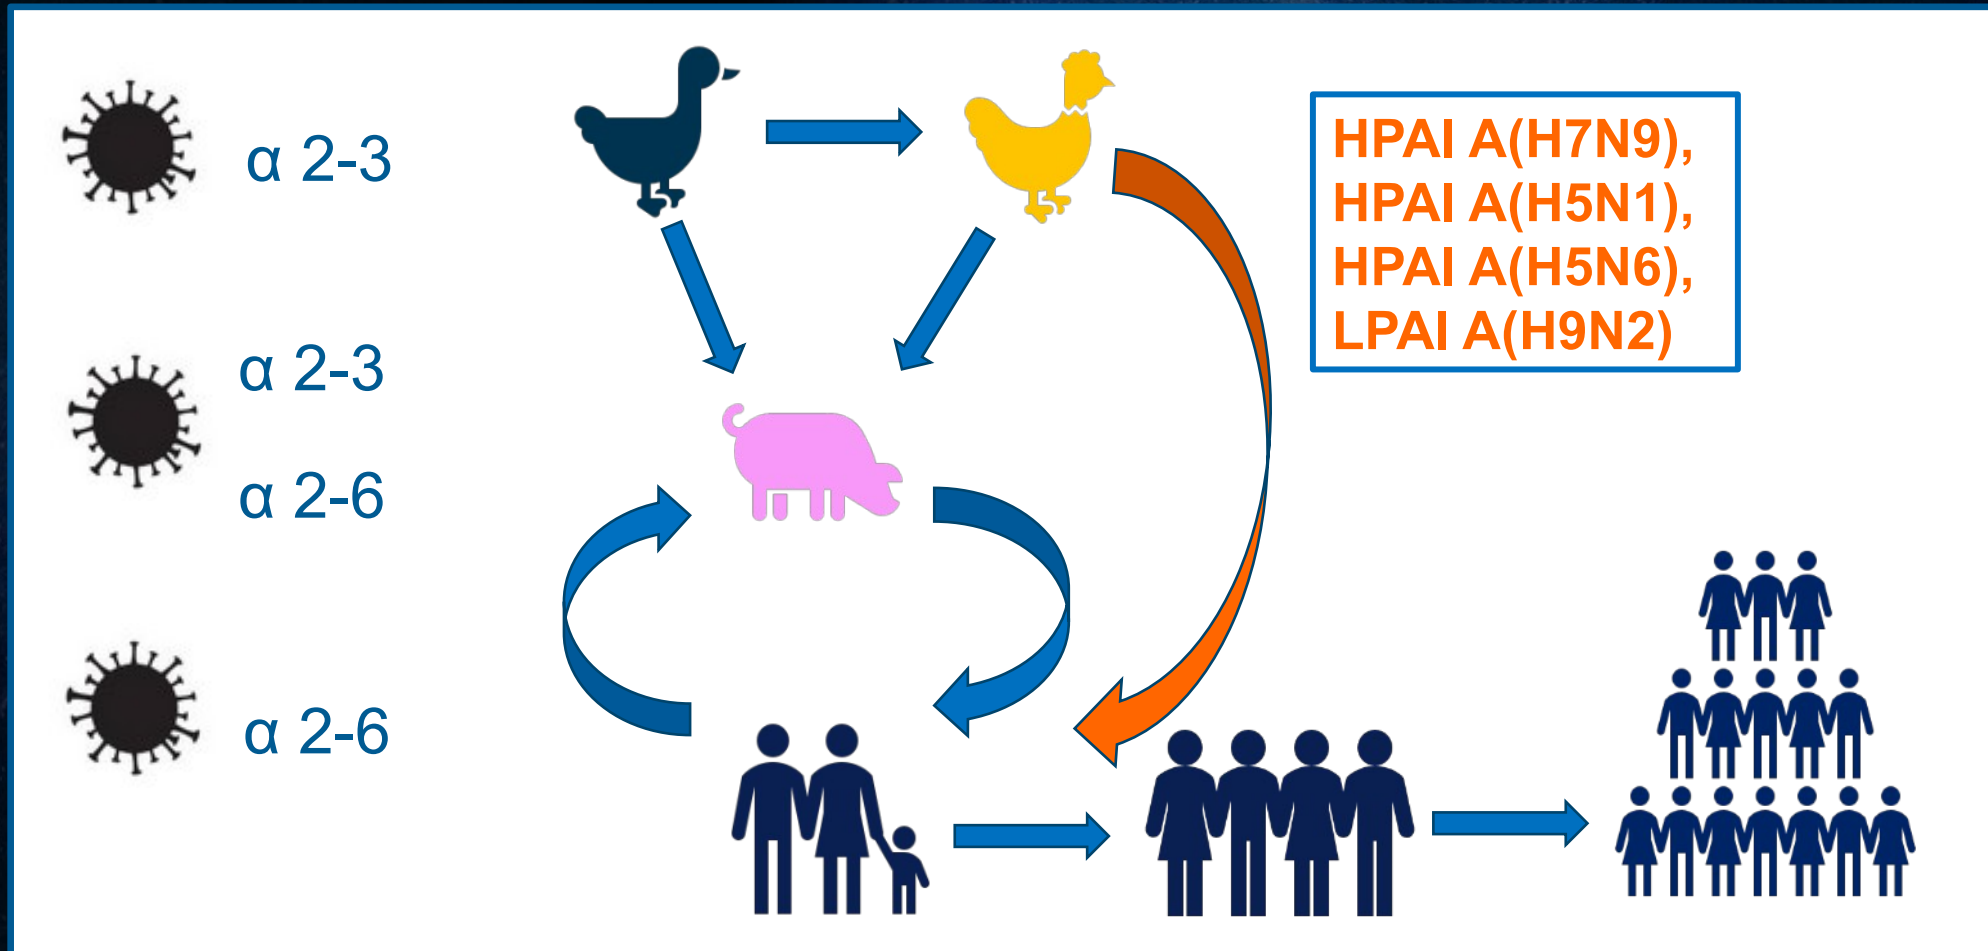 α 2-3
HPAI A(H7N9),
HPAI A(H5N1),
HPAI A(H5N6),
LPAI A(H9N2)
α 2-3
α 2-6
α 2-6